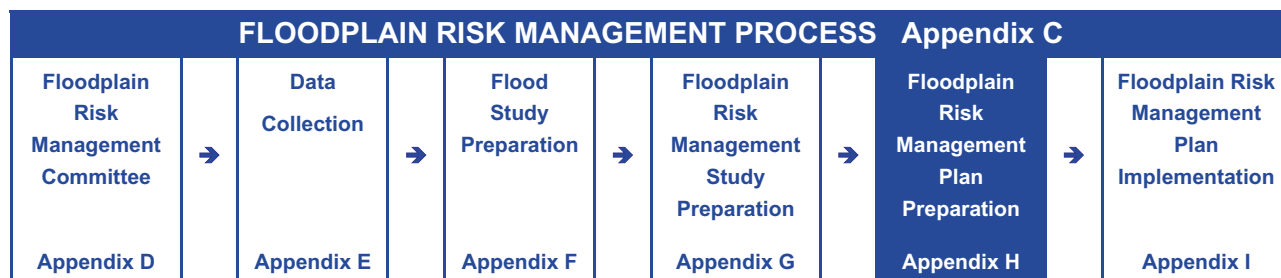 FLOODPLAIN RISK MANAGEMENT PROCESS Appendix C
Floodplain
Risk
Management
Committee
Appendix D
➔
Data
Collection
Appendix E
➔
Flood
Study
Preparation
Appendix F
➔
Floodplain
Risk
Management
Study
Preparation
Appendix G
➔
Floodplain
Risk
Management
Plan
Preparation
Appendix H
➔
Floodplain Risk
Management
Plan
Implementation
Appendix I